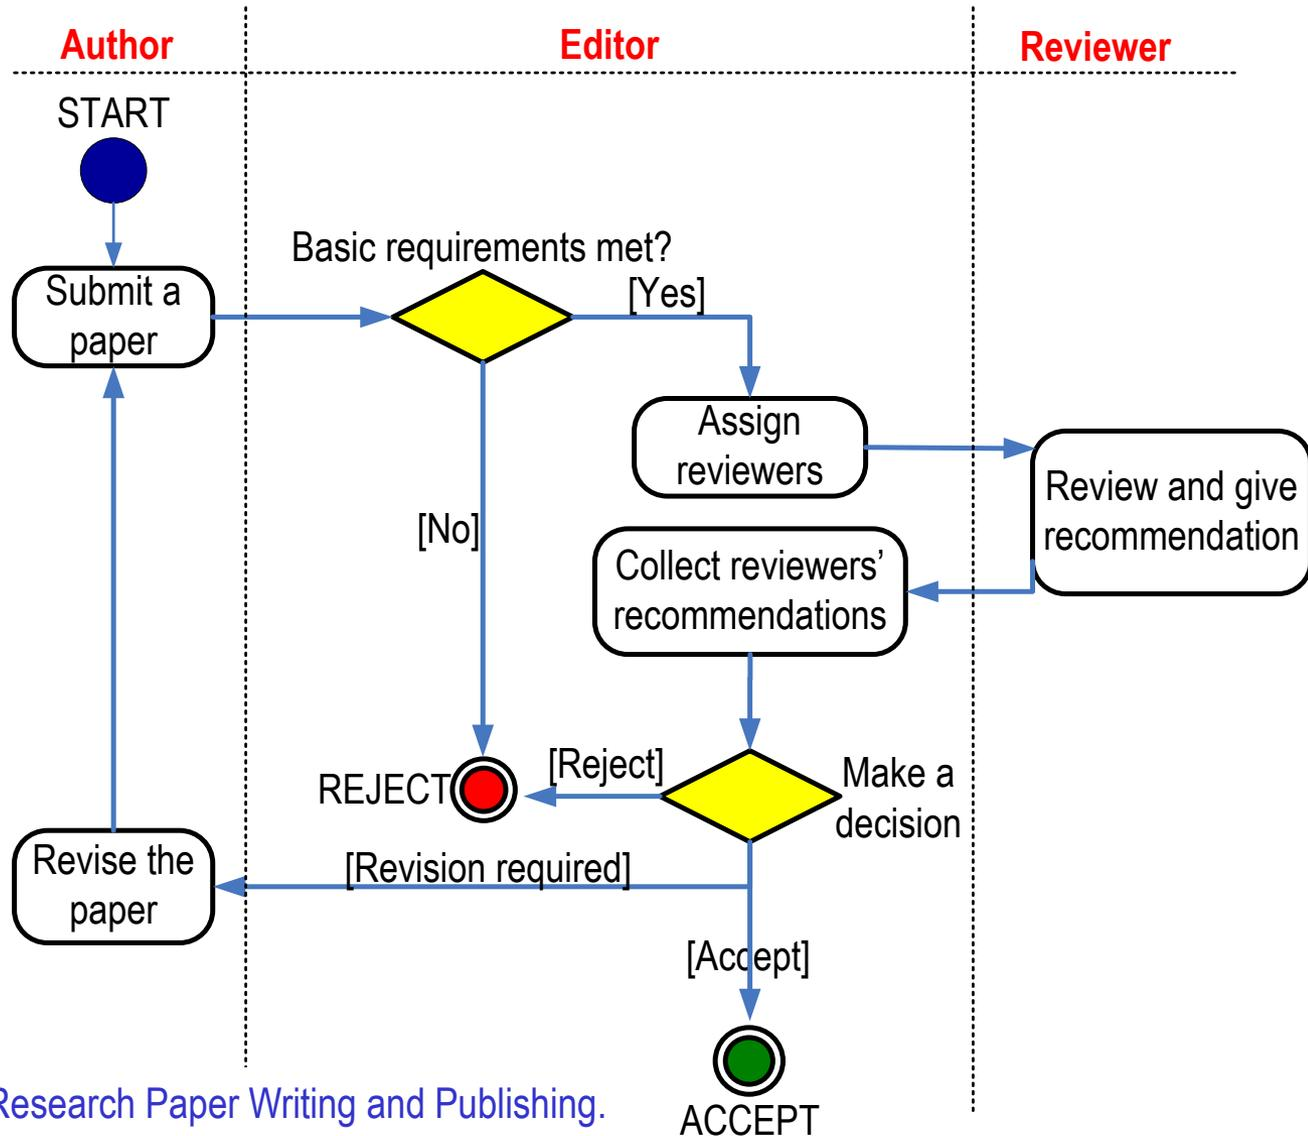 Author
Editor
Reviewer
START
Basic requirements met?
[Yes]
Submit a
paper
Assign
reviewers
Review and give
recommendation
[No]
Collect reviewers’
recommendations
[Reject]
Make a
decision
REJECT
Revise the
paper
[Revision required]
[Accept]
Research Paper Writing and Publishing.
ACCEPT